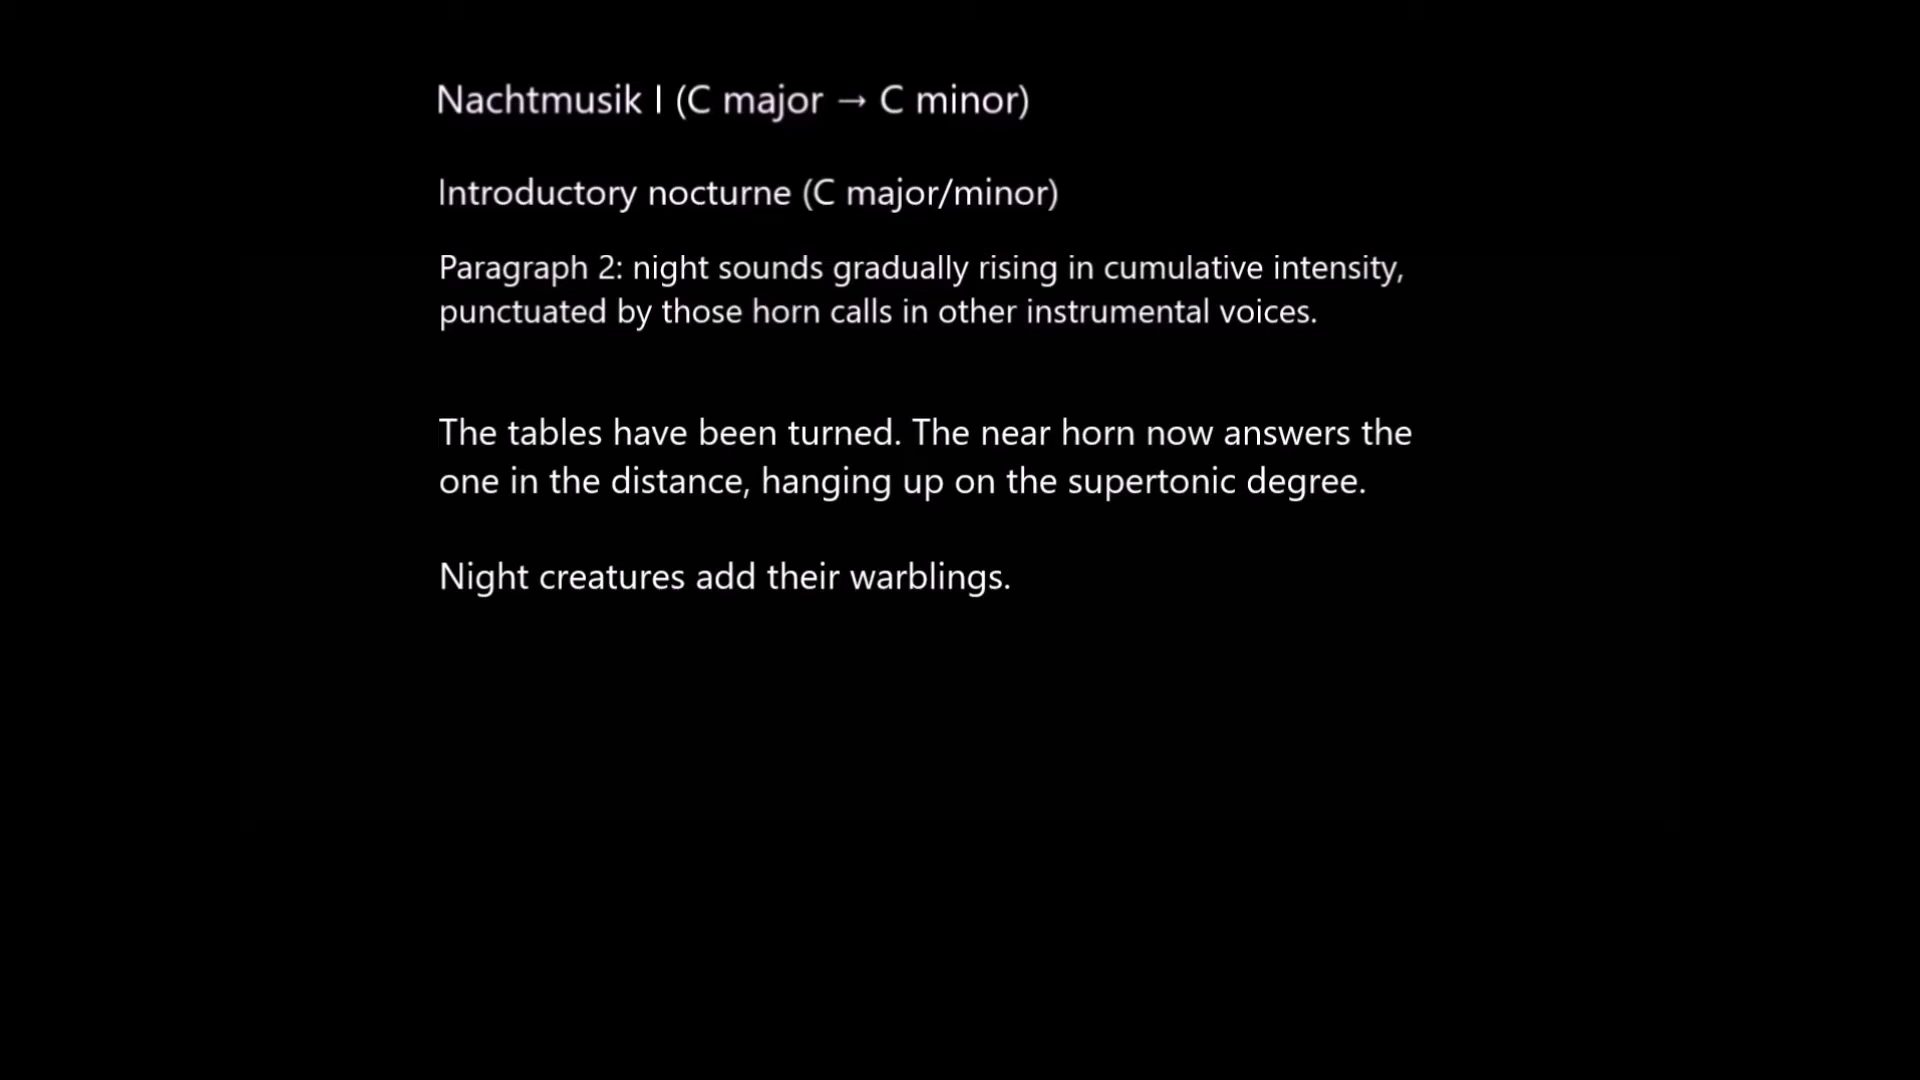 Nachtmusik I (C major → C minor)
Introductory nocturne (C major/minor)
Paragraph 2: night sounds gradually rising in cumulative intensity,
punctuated by those horn calls in other instrumental voices.
The tables have been turned. The near horn now answers the
one in the distance, hanging up on the supertonic degree.
Night creatures add their warblings.